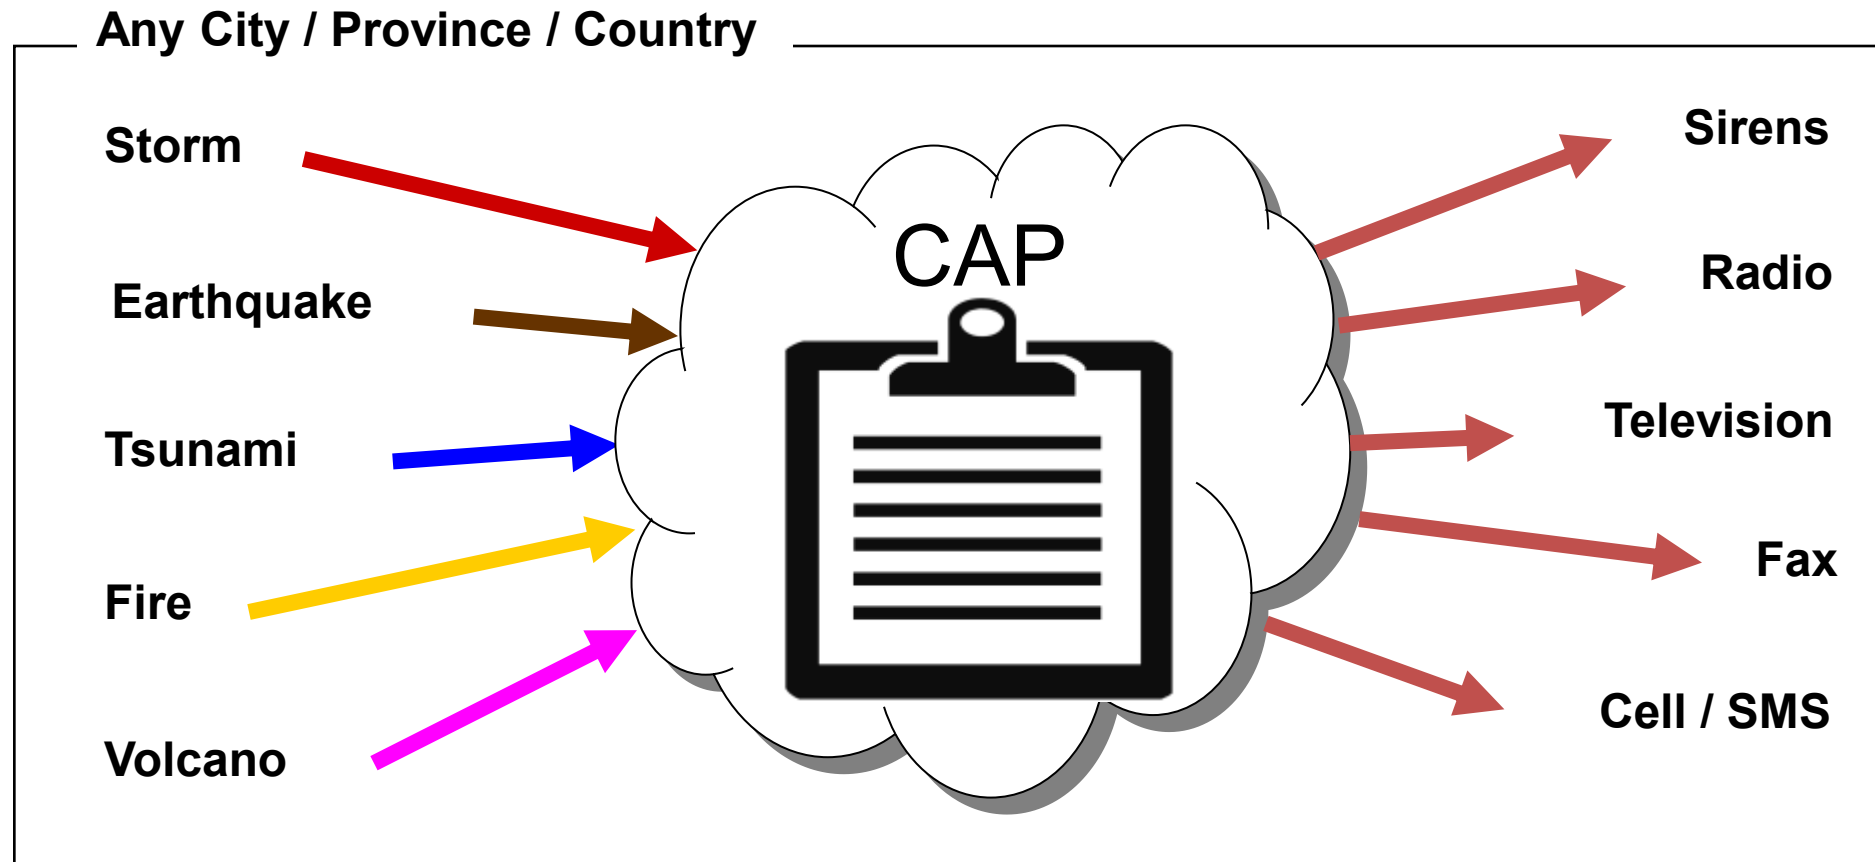 Any City / Province / Country
Storm
Earthquake
Tsunami
Fire
Volcano
CAP
Sirens
Radio
Television
Fax
Cell / SMS